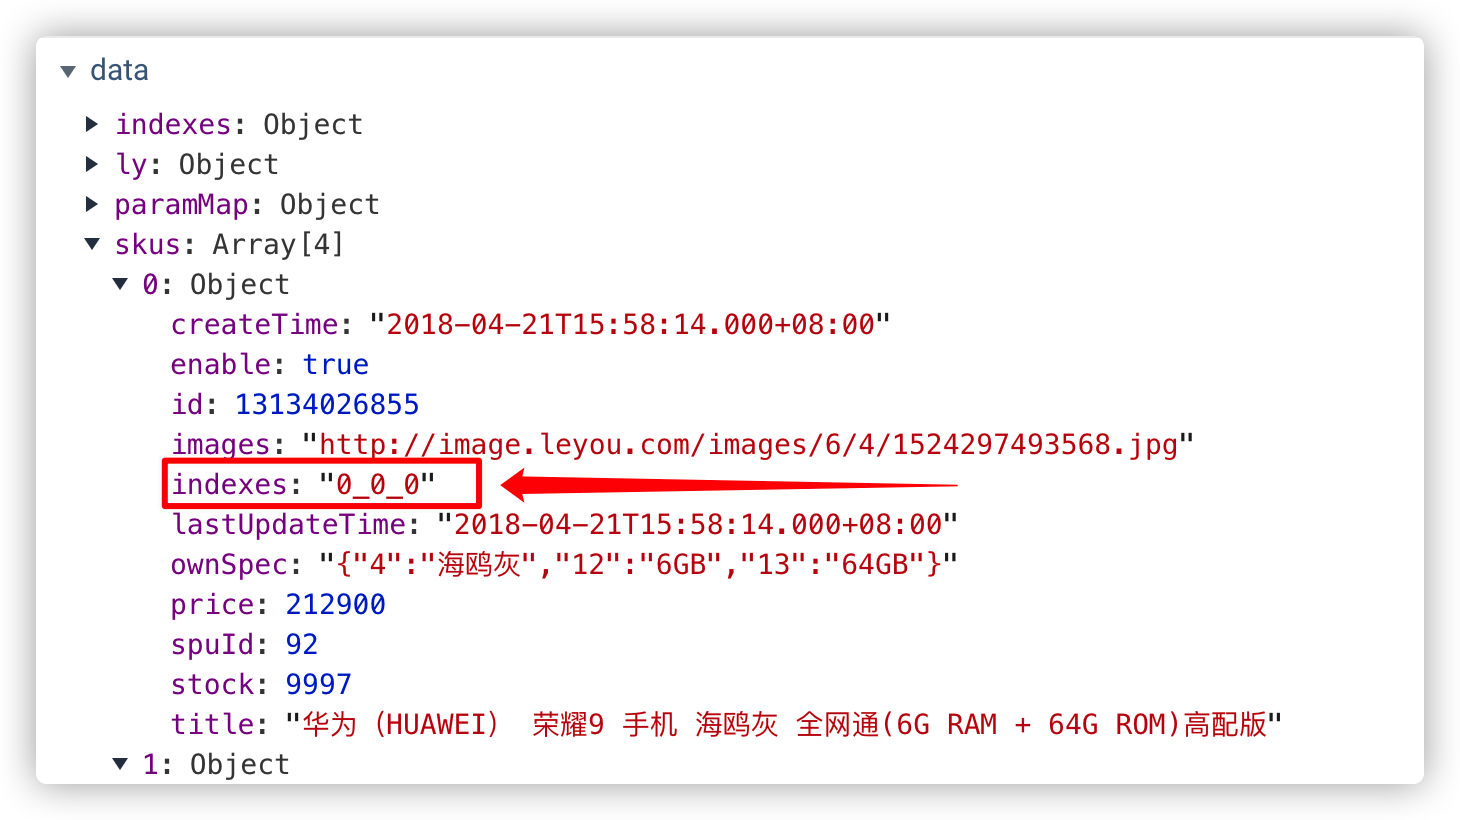 data
indexes: Object
ly: Object
paramMap: Object
skus: Array[4]
0: Object
createTime: "2018-04-21T15:58:14.000+08:00"
enable: true
id: 13134026855
images: "http://image.leyou.com/images/6/4/1524297493568.jpg"
indexes: "0_0_0"
lastUpdateTime: "2018-04-21T15:58:14.000+08:00"
ownSpec: "{"4":"海鸥灰","12":"6GB","13":"64GB"}"
price: 212900
spuId: 92
stock: 9997
title: "华为（HUAWEI） 荣耀9 手机 海鸥灰 全网通(6G RAM + 64G ROM)高配版"
1: Object